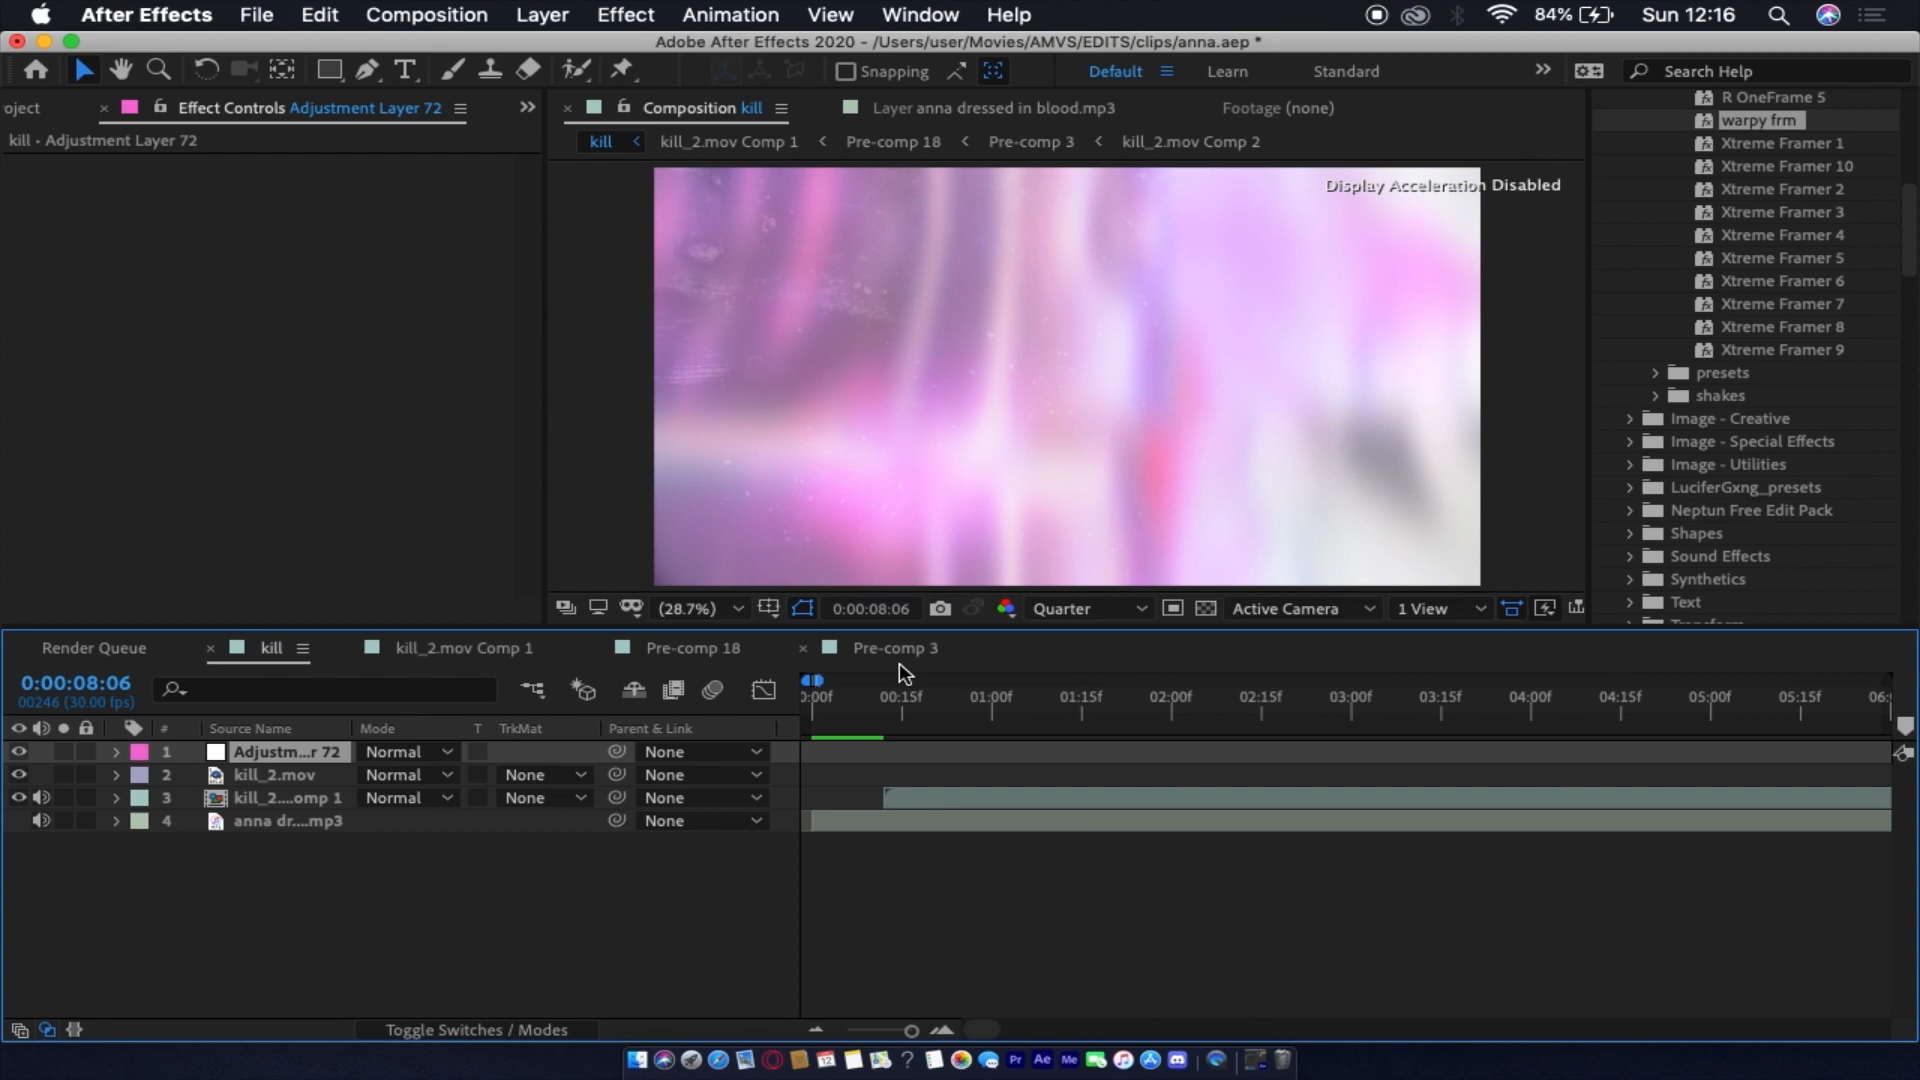 After Effects File Edit Composition Layer Effect Animation View Window Help 84% Sun 12:16
Adobe After Effects 2020 - /Users/user/Movies/AMVS/EDITS/clips/anna.aep *
Snapping Default Learn Standard Search Help
oject Effect Controls Adjustment Layer 72 Composition kill Layer anna dressed in blood.mp3 Footage (none)
kill • Adjustment Layer 72
kill kill_2.mov Comp 1 Pre-comp 18 Pre-comp 3 kill_2.mov Comp 2
Display Acceleration Disabled
R OneFrame 5
warpy frm
Xtreme Framer 1
Xtreme Framer 10
Xtreme Framer 2
Xtreme Framer 3
Xtreme Framer 4
Xtreme Framer 5
Xtreme Framer 6
Xtreme Framer 7
Xtreme Framer 8
Xtreme Framer 9
presets
shakes
Image - Creative
Image - Special Effects
Image - Utilities
LuciferGxng_presets
Neptun Free Edit Pack
Shapes
Sound Effects
Synthetics
Text
(28.7%) 0:00:08:06 Quarter Active Camera 1 View
Render Queue kill kill_2.mov Comp 1 Pre-comp 18 Pre-comp 3
0:00:08:06
00246 (30.00 fps)
0:00f 00:15f 01:00f 01:15f 02:00f 02:15f 03:00f 03:15f 04:00f 04:15f 05:00f 05:15f 06:
# Source Name Mode T TrkMat Parent & Link
1 Adjustm...r 72 Normal None
2 kill_2.mov Normal None None
3 kill_2....omp 1 Normal None None
4 anna dr....mp3 None
Toggle Switches / Modes
12 ? Pr Ae Me